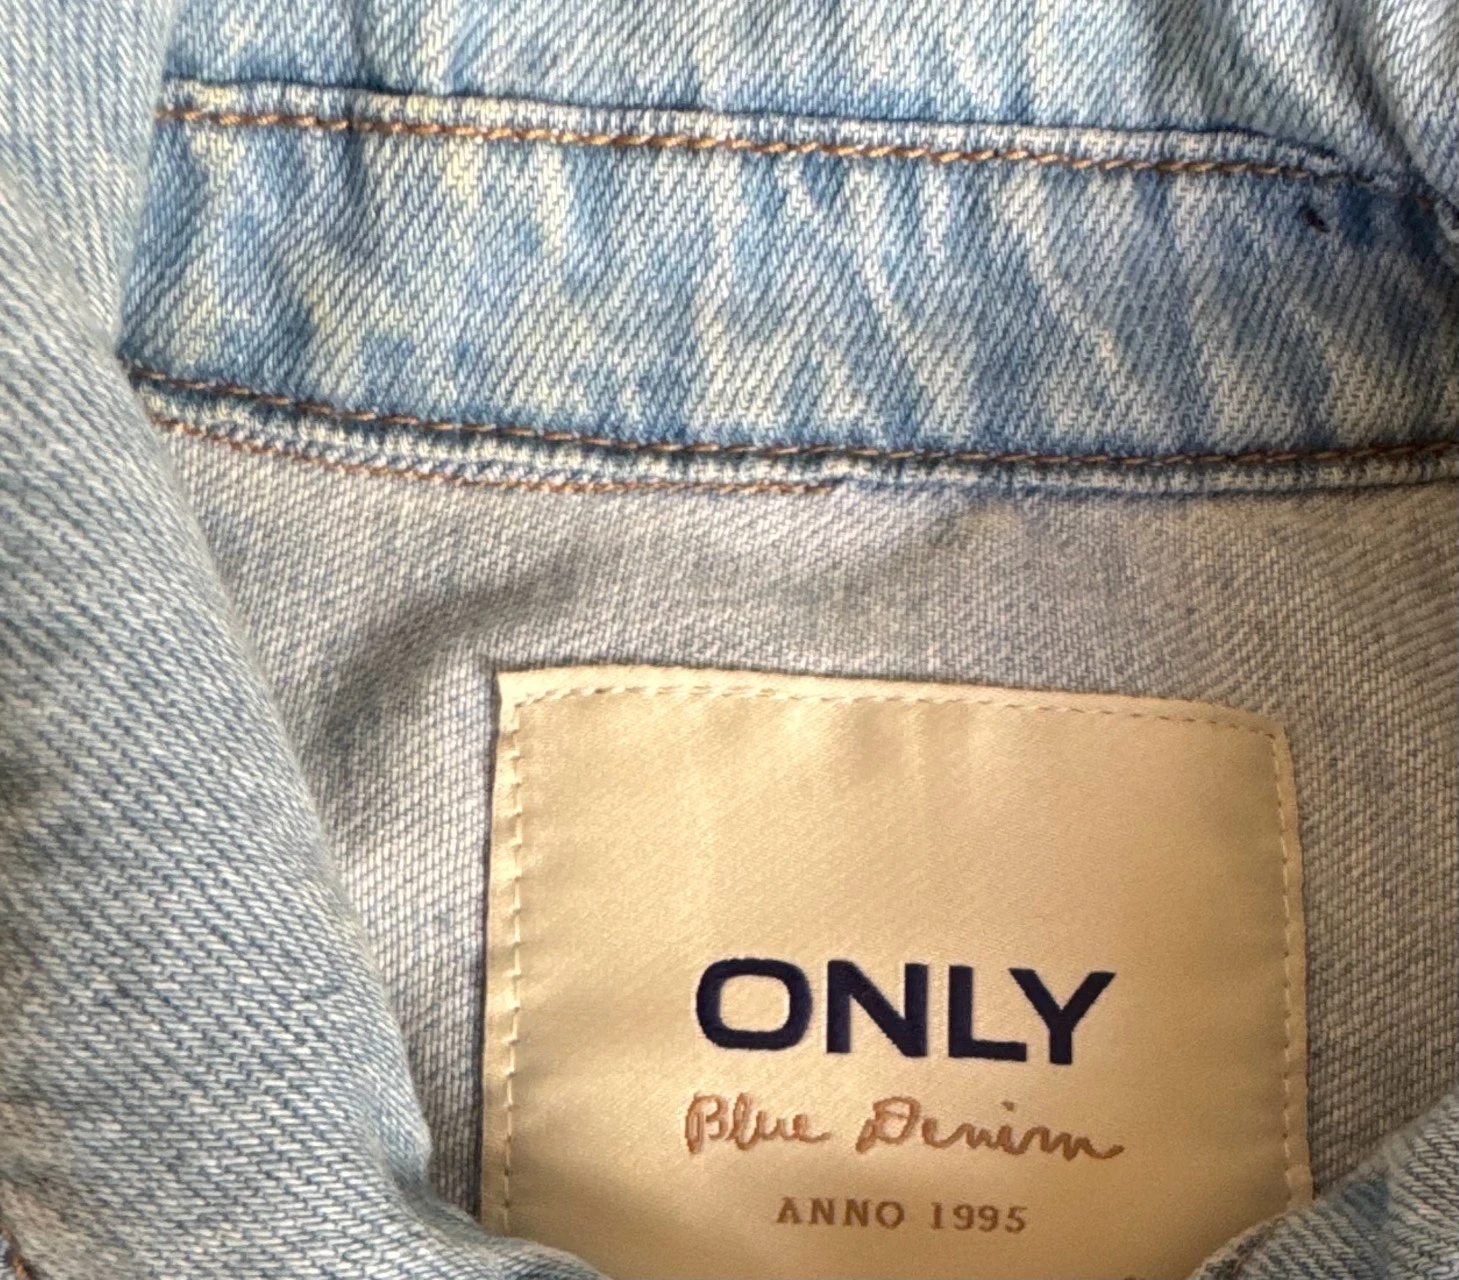 ONLY
Blue Denim
ANNO 1995